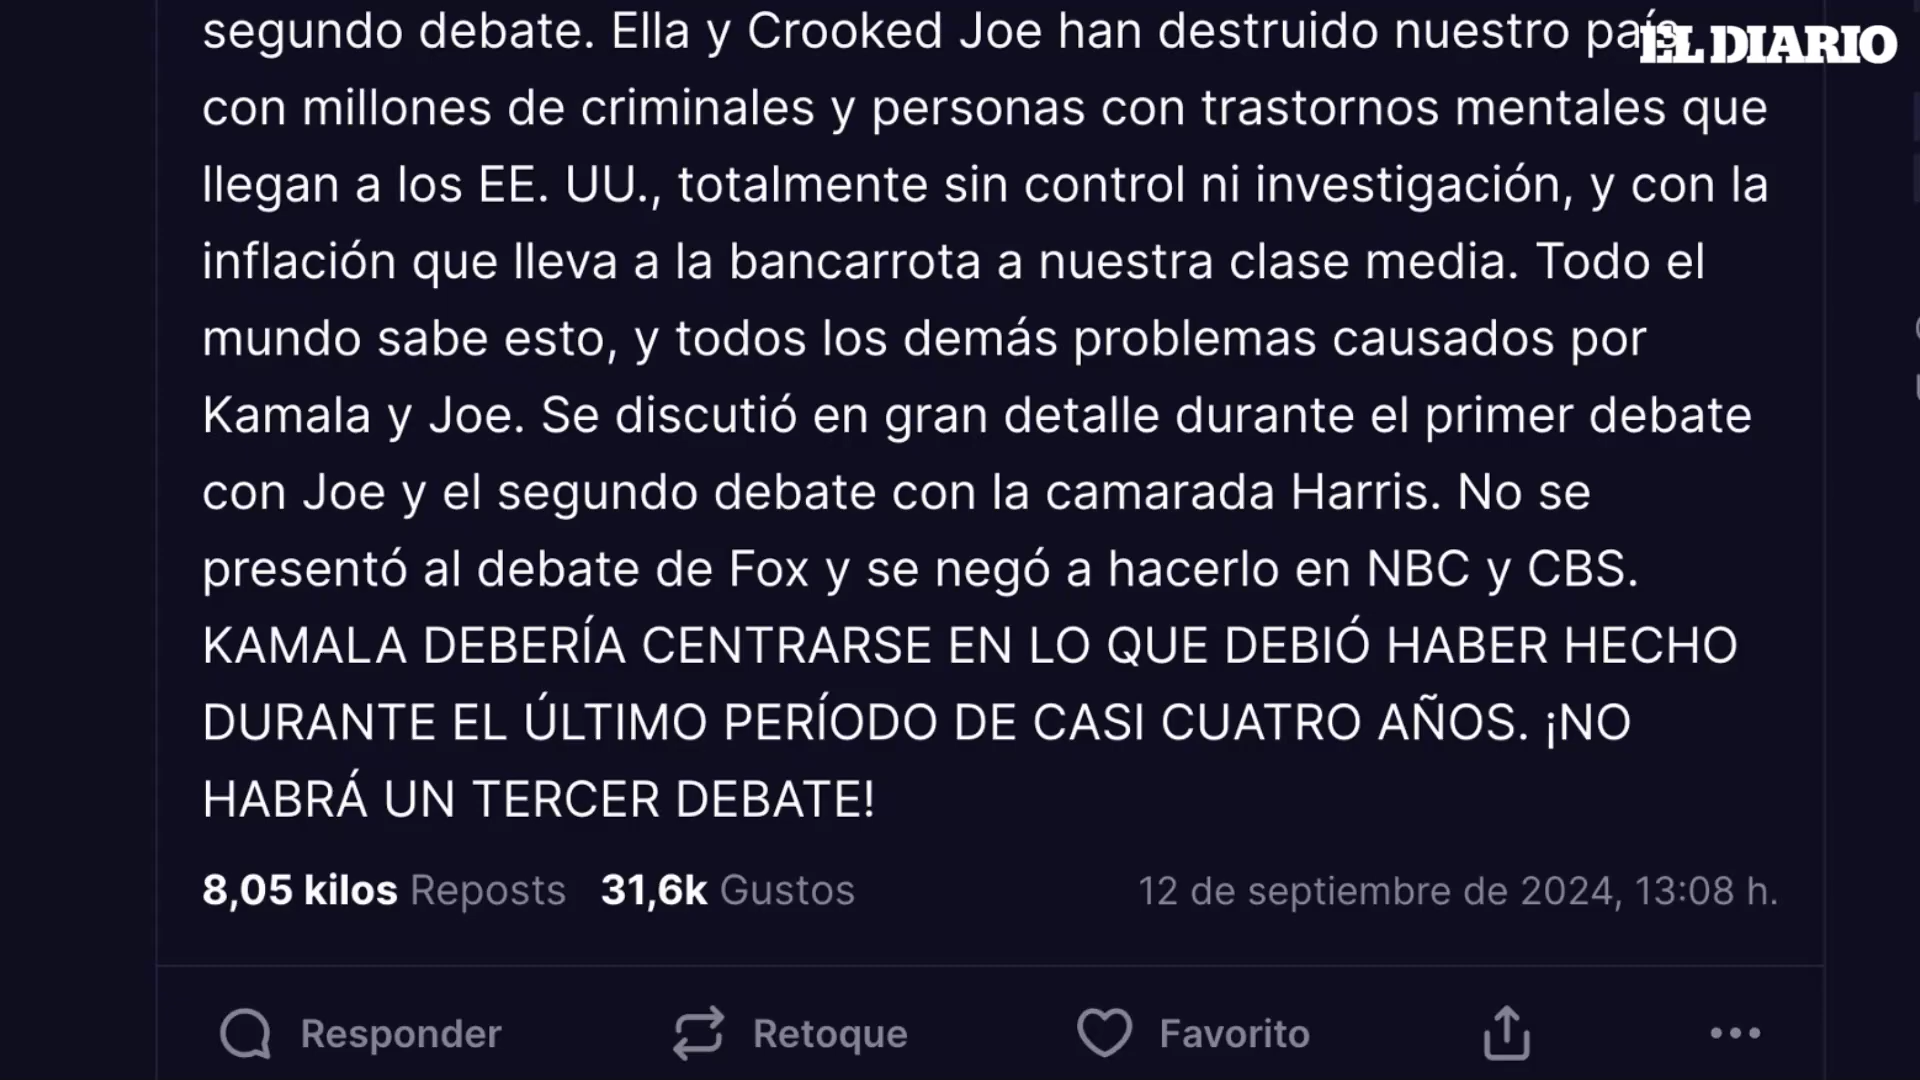 segundo debate. Ella y Crooked Joe han destruido nuestro país
EL DIARIO
con millones de criminales y personas con trastornos mentales que
llegan a los EE. UU., totalmente sin control ni investigación, y con la
inflación que lleva a la bancarrota a nuestra clase media. Todo el
mundo sabe esto, y todos los demás problemas causados por
Kamala y Joe. Se discutió en gran detalle durante el primer debate
con Joe y el segundo debate con la camarada Harris. No se
presentó al debate de Fox y se negó a hacerlo en NBC y CBS.
KAMALA DEBERÍA CENTRARSE EN LO QUE DEBIÓ HABER HECHO
DURANTE EL ÚLTIMO PERÍODO DE CASI CUATRO AÑOS. ¡NO
HABRÁ UN TERCER DEBATE!
8,05 kilos Reposts 31,6k Gustos 12 de septiembre de 2024, 13:08 h.
Responder Retoque Favorito